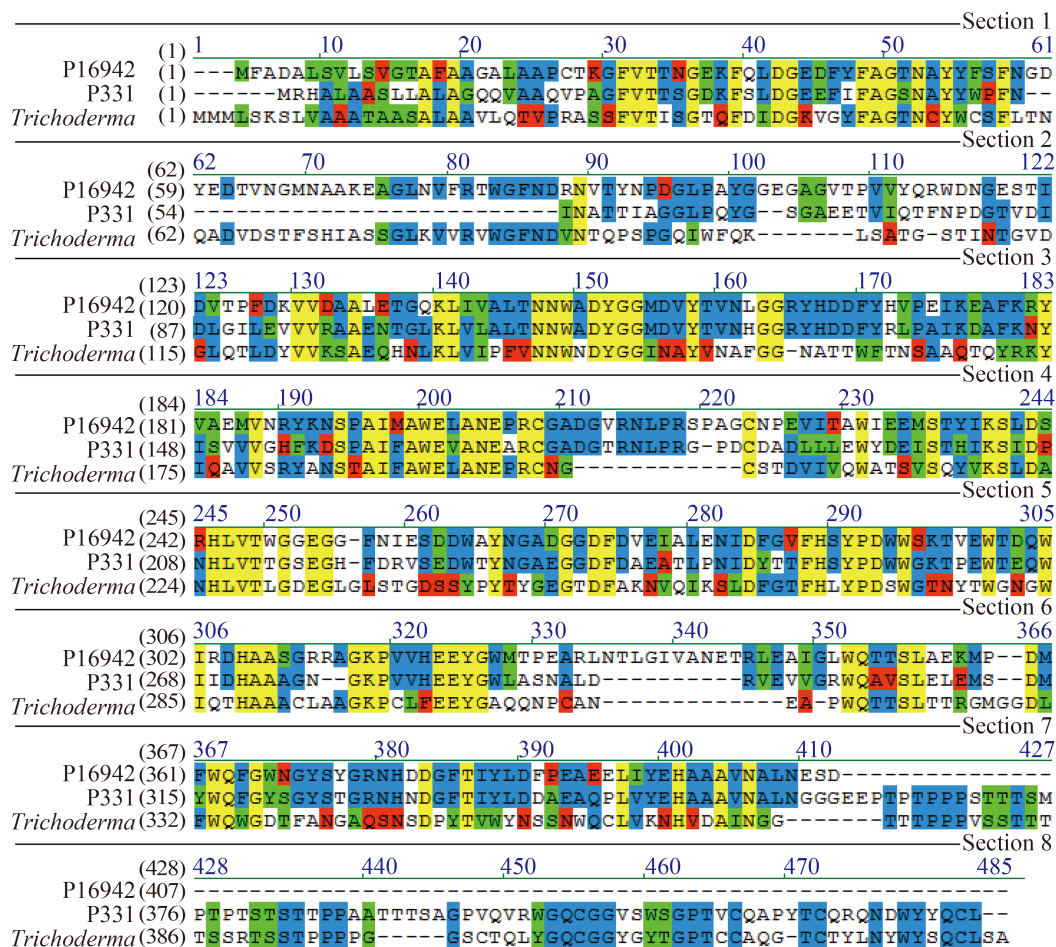 Section 1
(1) 1 10 20 30 40 50 61
P16942 (1) ---MFADALSVLSVGTAFAAGALAAPCTKGFVTTNGEKFQLDGEDFYFAGTNAYYFSFNGD
P331 (1) ------MRHALAASLLALAGQQVAAQVPAGFVTTSGDKFSLDGEEFIFAGSNAYYWPFN--
Trichoderma (1) MMMLSKSLVAAATAASALAAVLQTVPRASSFVTISGTQFDIDGKVGYFAGTNCYWCSFLTN
Section 2
(62) 62 70 80 90 100 110 122
P16942 (59) YEDTVNGMNAAKEAGLNVFRTWGFNDRNVTYNPDGLPAYGGEGAGVTPVVYQRWDNGESTI
P331 (54) --------------------------INATTIAGGLPQYG--SGAEETVIQTFNPDGTVDI
Trichoderma (62) QADVDSTFSHIASSGLKVVRVWGFNDVNTQPSPGQIWFQK-------LSATG-STINTGVD
Section 3
(123) 123 130 140 150 160 172 183
P16942 (120) DVTPFDKVVDAALETGQKLIVALTNNWADYGGMDVYTVNLGGRYHDDFYHVPEIKEAFKRY
P331 (87) DLGILEVVVRAAENTGLKLVLALTNNWADYGGMDVYTVNHGGRYHDDFYRLPAIKDAFKNY
Trichoderma (115) GLQTLDYVVKSAEQHNLKLVIPFVNNWNDYGGINAYVNAFGG-NATTWFTNSAAQTQYRKY
Section 4
(184) 184 190 200 210 220 230 244
P16942 (181) VAEMVNRYKNSPAIMAWELANEPRCGADGVRNLPRSPAGCNPEVITAWIEEMSTYIKSLDS
P331 (148) ISVVVGHFKDSPAIFAWEVANEARCGADGTRNLPRG-PDCDADLLLEWYDEISTHIKSIDP
Trichoderma (175) IQAVVSRYANSTAIFAWELANEPRCNG------------CSTDVIVQWATSVSQYVKSLDA
Section 5
(245) 245 250 260 270 280 290 305
P16942 (242) RHLVTWGGEGG-FNIESDDWAYNGADGGDFDVEIALENIDFGVFHSYPDWWSKTVEWTDQW
P331 (208) NHLVTTGSEGH-FDRVSEDWTYNGAEGGDFDAEATLPNIDYTTFHSYPDWWGKTPEWTEQW
Trichoderma (224) NHLVTLGDEGLGLSTGDSSYPYTYGEGTDFAKNVQIKSLDFGTFHLYPDSWGTNYTWGNGW
Section 6
(306) 306 320 330 340 350 366
P16942 (302) IRDHAASGRRAGKPVVHEEYGWMTPEARLNTLGIVANETRLEAIGLWQTTSLAEKMP--DM
P331 (268) IIDHAAAGN--GKPVVHEEYGWLASNALD----------RVEVVGRWQAVSLELEMS--DM
Trichoderma (285) IQTHAAACLAAGKPCLFEEYGAQQNPCAN-------------EA-PWQTTSLTTRGMGGDL
Section 7
(367) 367 380 392 400 410 427
P16942 (361) FWQFGWNGYSYGRNHDDGFTIYLDFPEAEELIYEHAAAVNALNESD---------------
P331 (315) YWQFGYSGYSTGRNHNDGFTIYLDDAEAQPLVYEHAAAVNALNGGGEEPTPTPPPSTTTSM
Trichoderma (332) FWQWGDTFANGAQSNSDPYTVWYNSSNWQCLVKNHVDAINGG-------TTTPPPVSSTTT
Section 8
(428) 428 440 450 460 470 485
P16942 (407) ----------------------------------------------------------
P331 (376) PTPTSTSTTPPAATTTSAGPVQVRWGQCGGVSWSGPTVCQAPYTCQRQNDWYYQCL--
Trichoderma (386) TSSRTSSTPPPPG-----GSCTQLYGQCGGYGYTGPTCCAQG-TCTYLNYWYSQCLSA